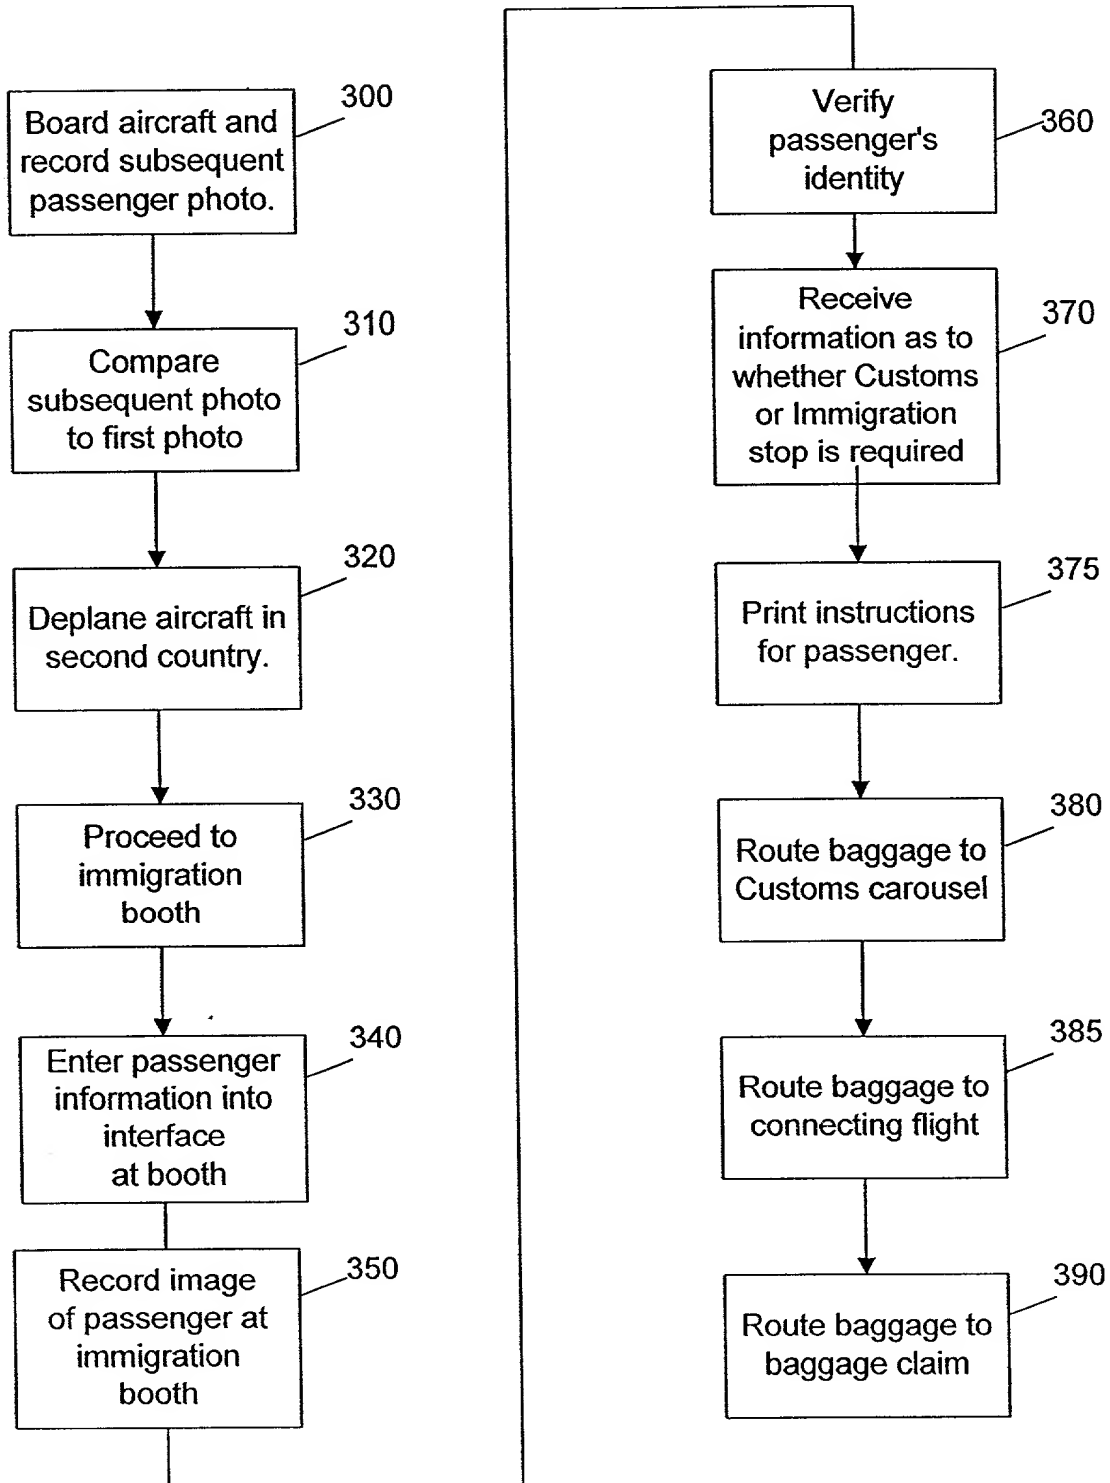 300
Board aircraft and
record subsequent
passenger photo.
310
Compare
subsequent photo
to first photo
320
Deplane aircraft in
second country.
330
Proceed to
immigration
booth
340
Enter passenger
information into
interface
at booth
350
Record image
of passenger at
immigration
booth
360
Verify
passenger's
identity
370
Receive
information as to
whether Customs
or Immigration
stop is required
375
Print instructions
for passenger.
380
Route baggage to
Customs carousel
385
Route baggage to
connecting flight
390
Route baggage to
baggage claim